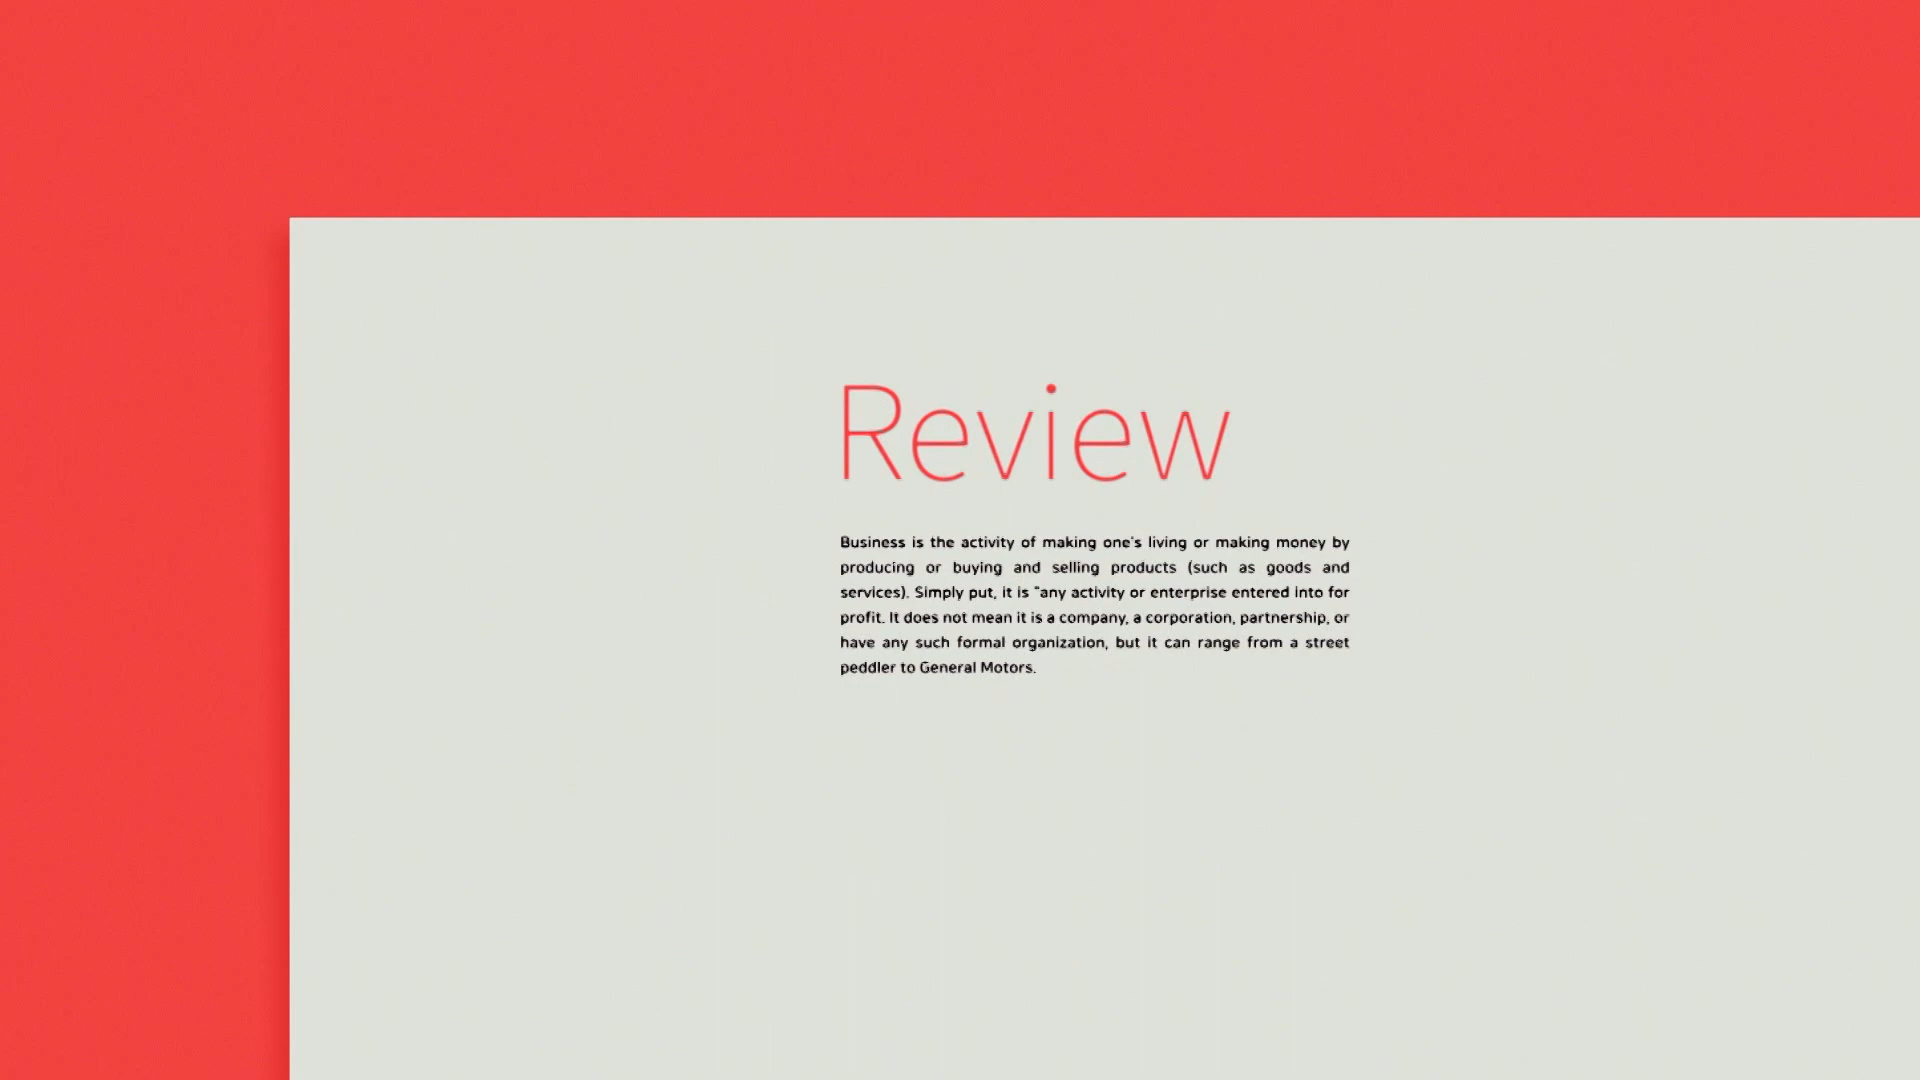 Review
Business is the activity of making one's living or making money by
producing or buying and selling products (such as goods and
services). Simply put, it is "any activity or enterprise entered into for
profit. It does not mean it is a company, a corporation, partnership, or
have any such formal organization, but it can range from a street
peddler to General Motors.